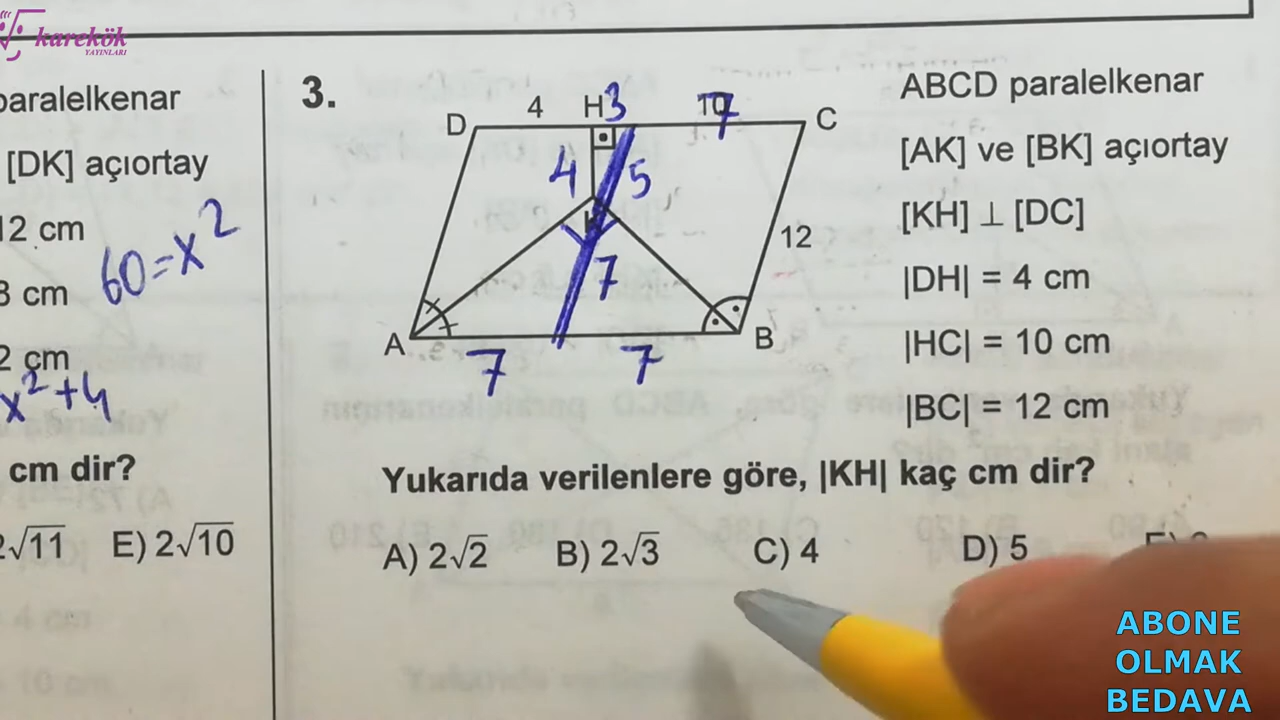 karekök
YAYINLARI
paralelkenar
[DK] açıortay
12 cm
60=x²
8 cm
2 cm
x²+4
cm dir?
2√11 E) 2√10
3.
D 4 H 3 7 C
4 5
K
12
7
A B
7 7
ABCD paralelkenar
[AK] ve [BK] açıortay
[KH] ⊥ [DC]
|DH| = 4 cm
|HC| = 10 cm
|BC| = 12 cm
Yukarıda verilenlere göre, |KH| kaç cm dir?
A) 2√2 B) 2√3 C) 4 D) 5
ABONE
OLMAK
BEDAVA